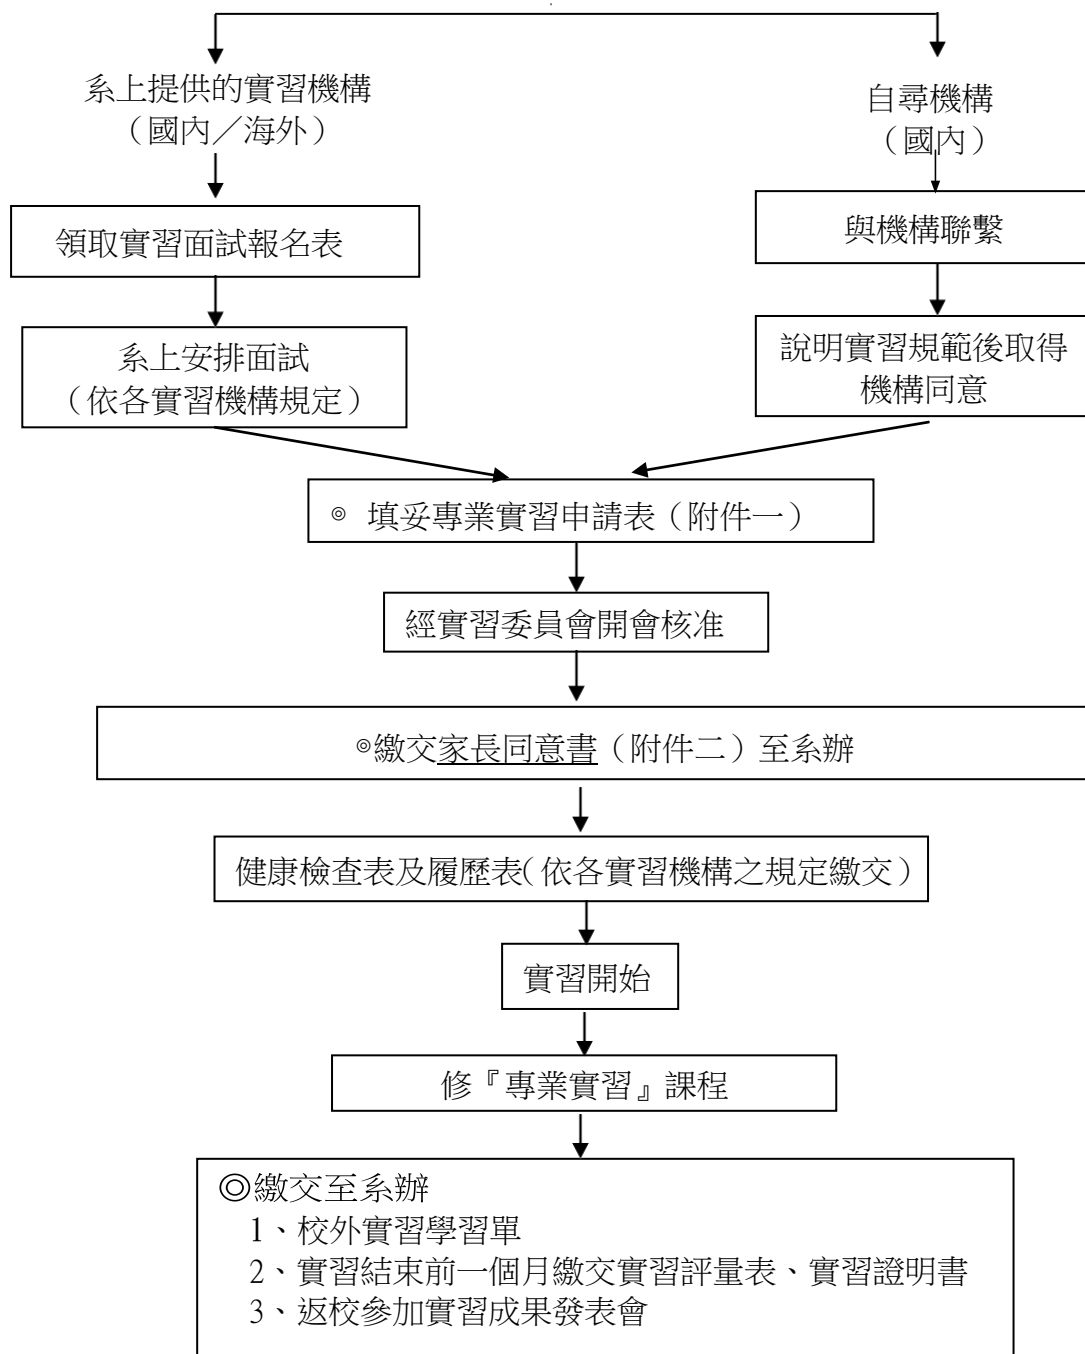 系上提供的實習機構
（國內／海外）
自尋機構
（國內）
領取實習面試報名表
與機構聯繫
系上安排面試
（依各實習機構規定）
說明實習規範後取得
機構同意
◎ 填妥專業實習申請表（附件一）
經實習委員會開會核准
◎繳交家長同意書（附件二）至系辦
健康檢查表及履歷表(依各實習機構之規定繳交）
實習開始
修『專業實習』課程
◎繳交至系辦
1、校外實習學習單
2、實習結束前一個月繳交實習評量表、實習證明書
3、返校參加實習成果發表會